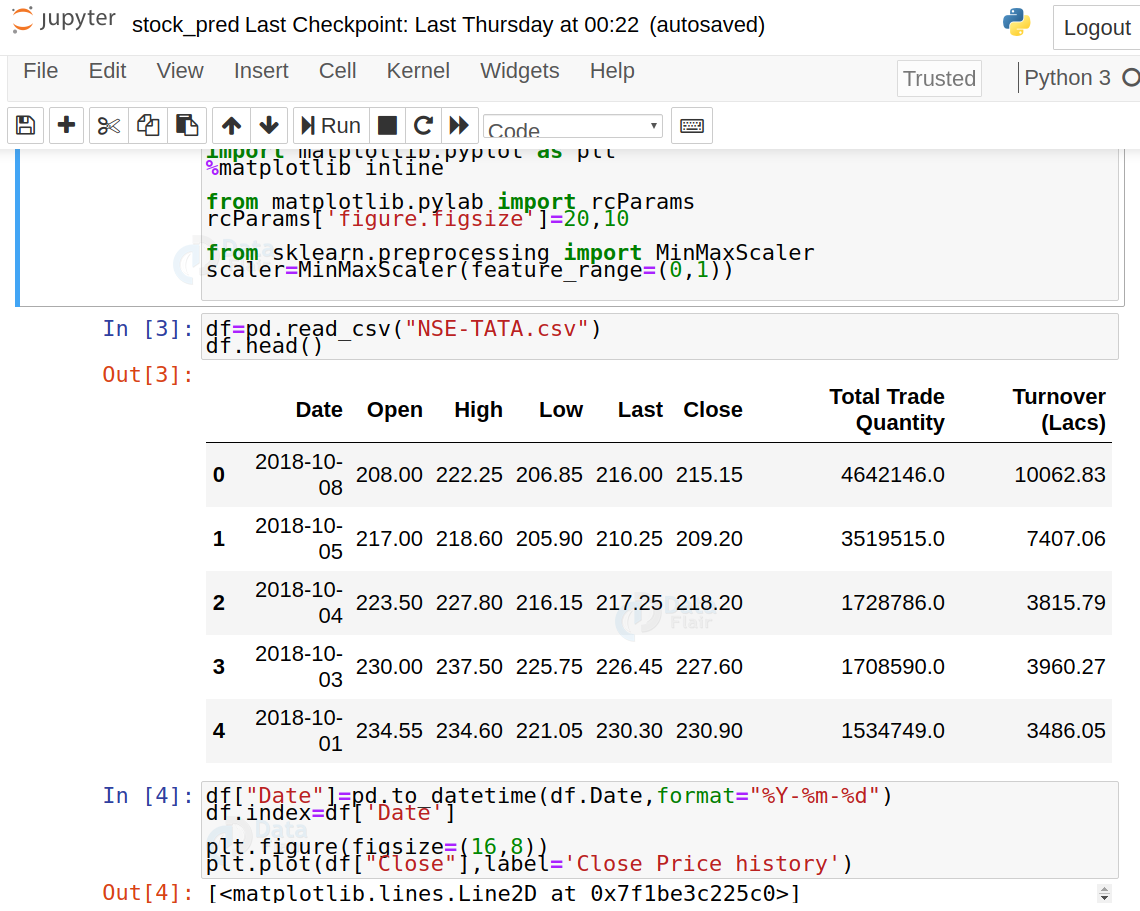 jupyter stock_pred Last Checkpoint: Last Thursday at 00:22 (autosaved) Logout
File Edit View Insert Cell Kernel Widgets Help Trusted Python 3
Run Code
import matplotlib.pyplot as plt
%matplotlib inline
from matplotlib.pylab import rcParams
rcParams['figure.figsize']=20,10
Data
from sklearn.preprocessing import MinMaxScaler
scaler=MinMaxScaler(feature_range=(0,1))
In [3]: df=pd.read_csv("NSE-TATA.csv")
df.head()
Out[3]:
Date Open High Low Last Close Total Trade Quantity Turnover (Lacs)
0 2018-10-08 208.00 222.25 206.85 216.00 215.15 4642146.0 10062.83
1 2018-10-05 217.00 218.60 205.90 210.25 209.20 3519515.0 7407.06
2 2018-10-04 223.50 227.80 216.15 217.25 218.20 1728786.0 3815.79
Data
Flair
3 2018-10-03 230.00 237.50 225.75 226.45 227.60 1708590.0 3960.27
4 2018-10-01 234.55 234.60 221.05 230.30 230.90 1534749.0 3486.05
In [4]: df["Date"]=pd.to_datetime(df.Date,format="%Y-%m-%d")
df.index=df['Date']
Data
plt.figure(figsize=(16,8))
plt.plot(df["Close"],label='Close Price history')
Out[4]: [<matplotlib.lines.Line2D at 0x7f1be3c225c0>]